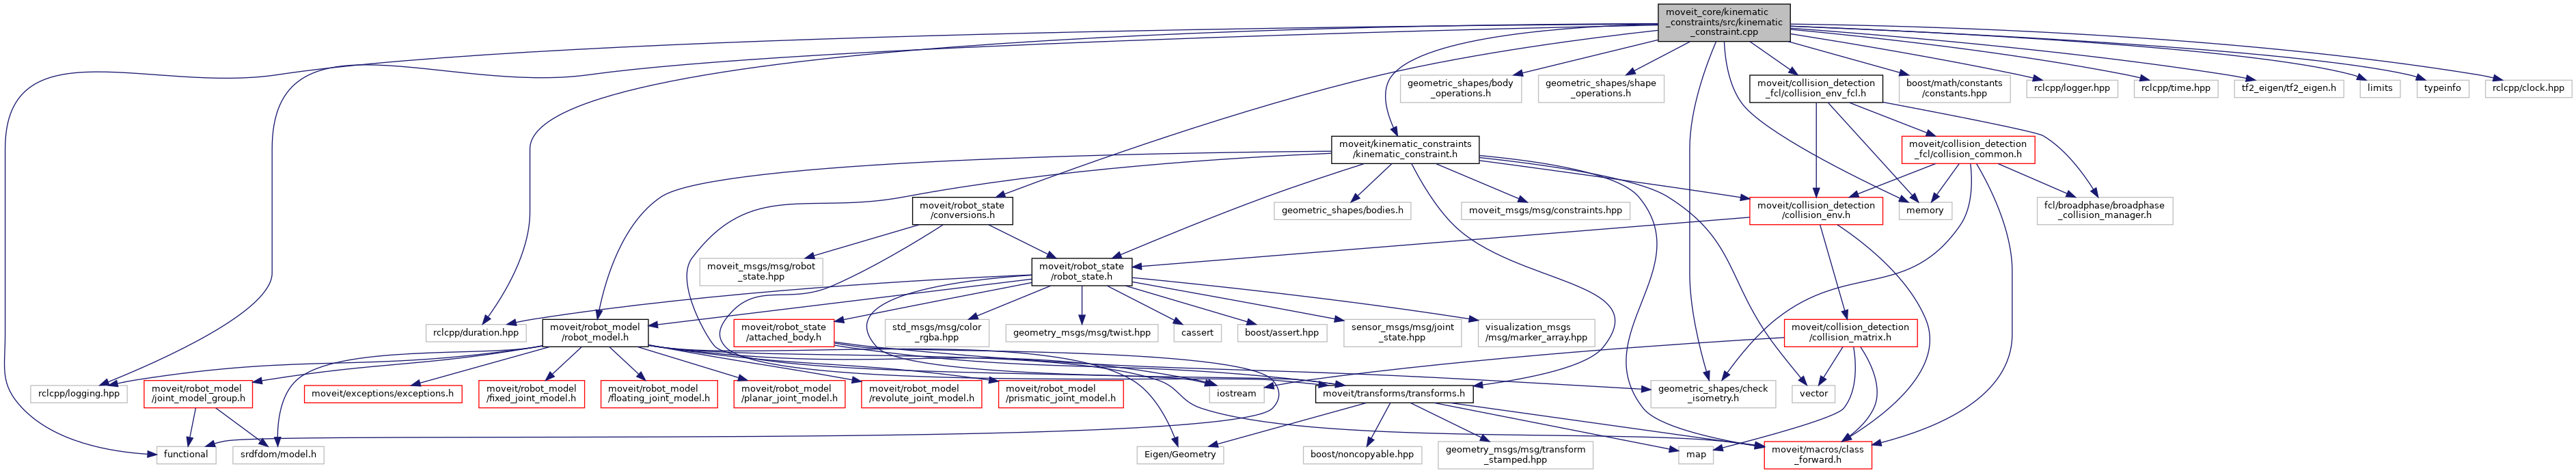 moveit_core/kinematic
_constraints/src/kinematic
_constraint.cpp
geometric_shapes/body
_operations.h
geometric_shapes/shape
_operations.h
moveit/collision_detection
_fcl/collision_env_fcl.h
boost/math/constants
/constants.hpp
rclcpp/logger.hpp
rclcpp/time.hpp
tf2_eigen/tf2_eigen.h
limits
typeinfo
rclcpp/clock.hpp
moveit/kinematic_constraints
/kinematic_constraint.h
moveit/collision_detection
_fcl/collision_common.h
moveit/robot_state
/conversions.h
geometric_shapes/bodies.h
moveit_msgs/msg/constraints.hpp
moveit/collision_detection
/collision_env.h
memory
fcl/broadphase/broadphase
_collision_manager.h
moveit_msgs/msg/robot
_state.hpp
moveit/robot_state
/robot_state.h
rclcpp/duration.hpp
moveit/robot_model
/robot_model.h
moveit/robot_state
/attached_body.h
std_msgs/msg/color
_rgba.hpp
geometry_msgs/msg/twist.hpp
cassert
boost/assert.hpp
sensor_msgs/msg/joint
_state.hpp
visualization_msgs
/msg/marker_array.hpp
moveit/collision_detection
/collision_matrix.h
rclcpp/logging.hpp
moveit/robot_model
/joint_model_group.h
moveit/exceptions/exceptions.h
moveit/robot_model
/fixed_joint_model.h
moveit/robot_model
/floating_joint_model.h
moveit/robot_model
/planar_joint_model.h
moveit/robot_model
/revolute_joint_model.h
moveit/robot_model
/prismatic_joint_model.h
iostream
moveit/transforms/transforms.h
geometric_shapes/check
_isometry.h
vector
functional
srdfdom/model.h
Eigen/Geometry
boost/noncopyable.hpp
geometry_msgs/msg/transform
_stamped.hpp
map
moveit/macros/class
_forward.h